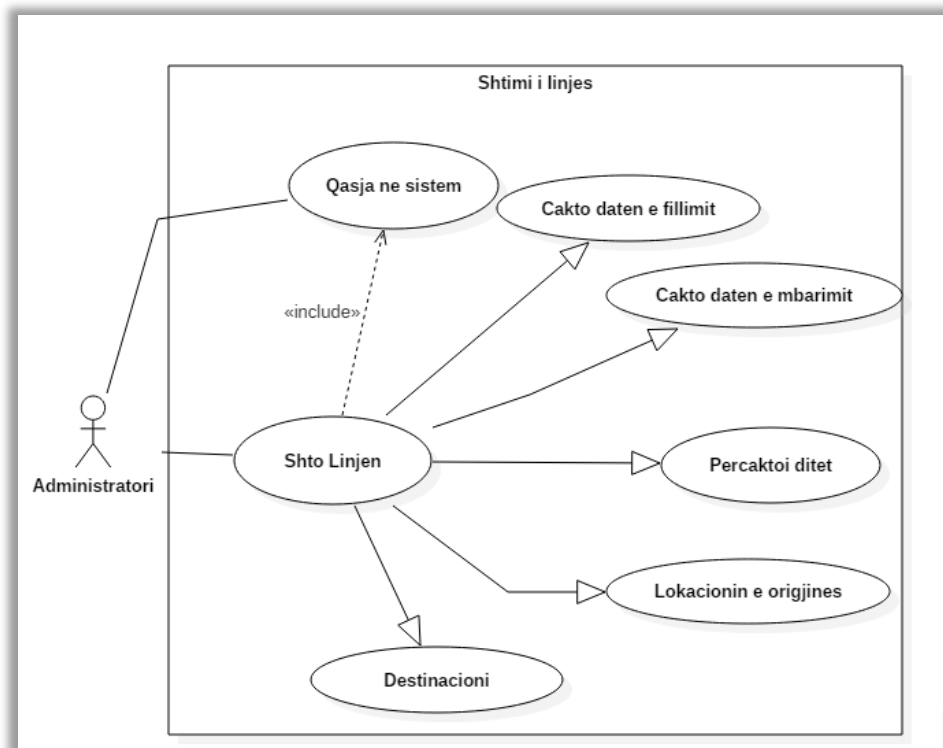 Shtimi i linjes
Qasja ne sistem
Cakto daten e fillimit
Cakto daten e mbarimit
«include»
Shto Linjen
Percaktoi ditet
Administratori
Lokacionin e origjines
Destinacioni